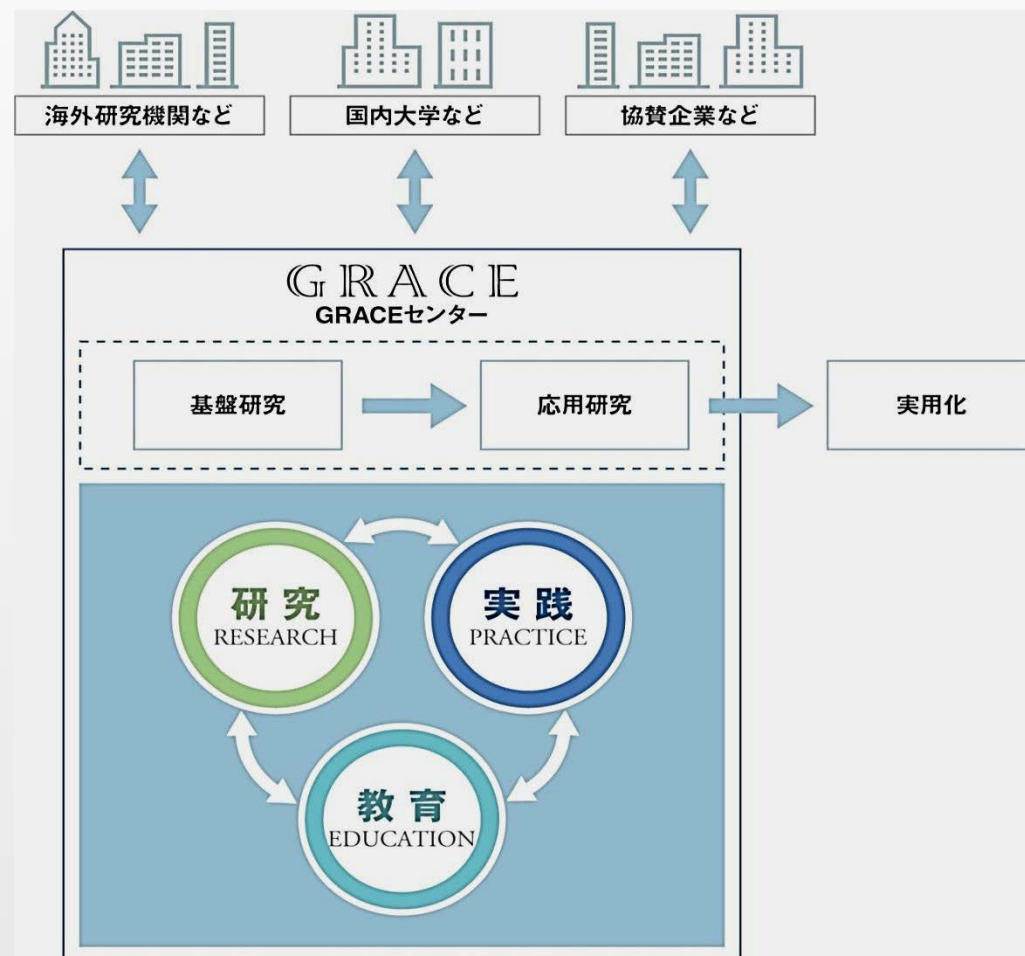 海外研究機関など
国内大学など
協賛企業など
GRACE
GRACEセンター
基盤研究
応用研究
実用化
研究
RESEARCH
実践
PRACTICE
教育
EDUCATION